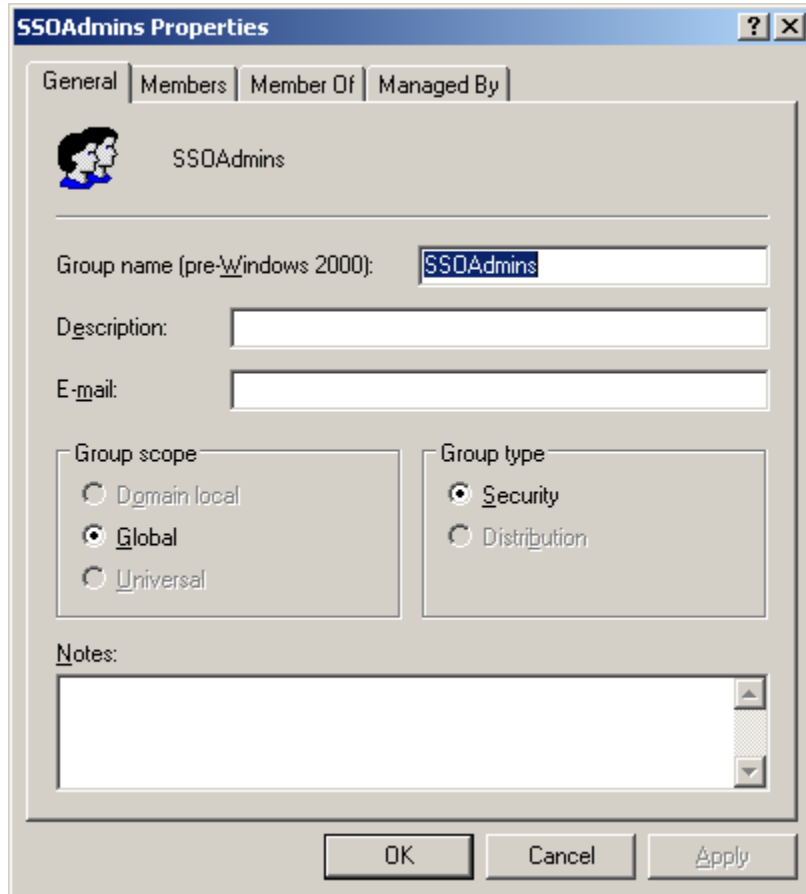 SSOAdmins Properties
General Members Member Of Managed By
SSOAdmins
Group name (pre-Windows 2000): SSOAdmins
Description:
E-mail:
Group scope
Domain local
Global
Universal
Group type
Security
Distribution
Notes:
OK Cancel Apply